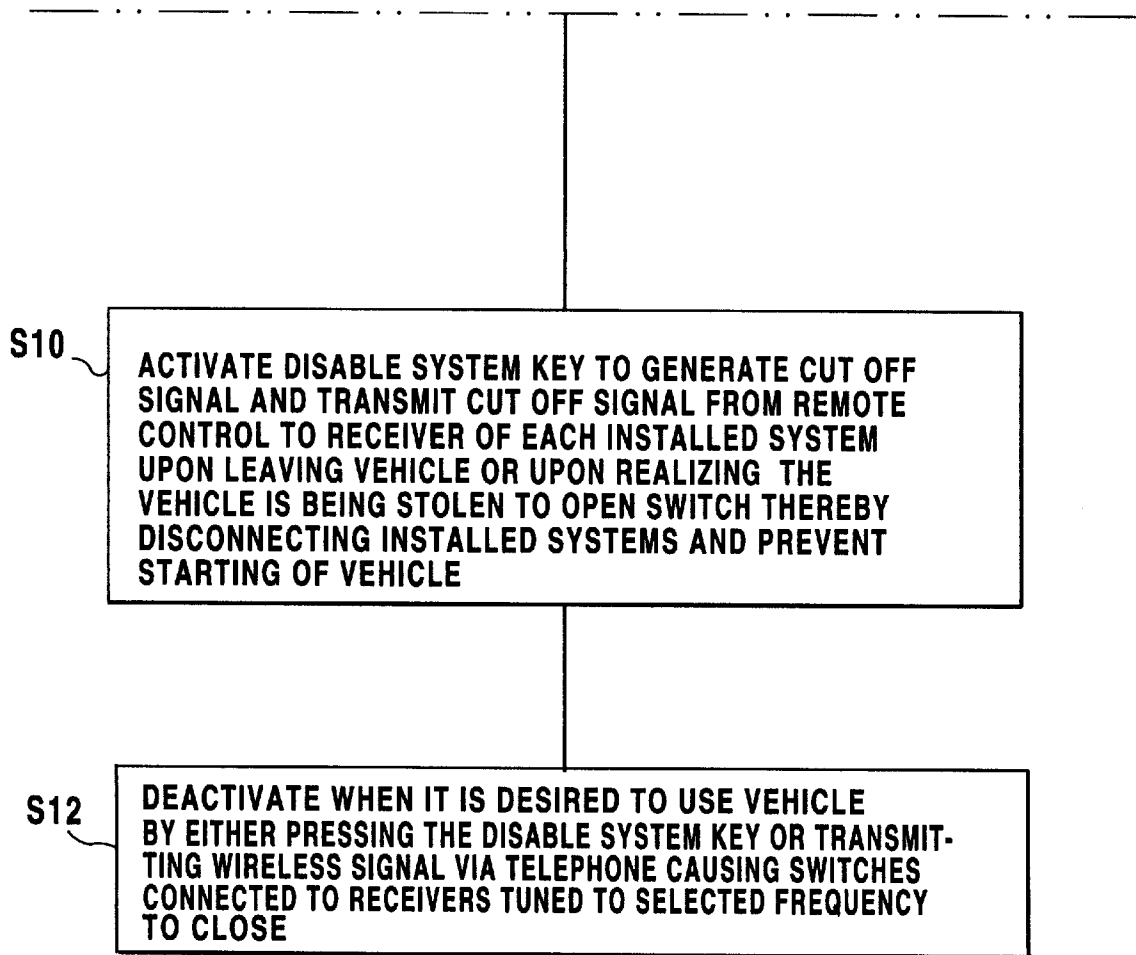 S10
ACTIVATE DISABLE SYSTEM KEY TO GENERATE CUT OFF
SIGNAL AND TRANSMIT CUT OFF SIGNAL FROM REMOTE
CONTROL TO RECEIVER OF EACH INSTALLED SYSTEM
UPON LEAVING VEHICLE OR UPON REALIZING THE
VEHICLE IS BEING STOLEN TO OPEN SWITCH THEREBY
DISCONNECTING INSTALLED SYSTEMS AND PREVENT
STARTING OF VEHICLE
S12
DEACTIVATE WHEN IT IS DESIRED TO USE VEHICLE
BY EITHER PRESSING THE DISABLE SYSTEM KEY OR TRANSMIT-
TING WIRELESS SIGNAL VIA TELEPHONE CAUSING SWITCHES
CONNECTED TO RECEIVERS TUNED TO SELECTED FREQUENCY
TO CLOSE